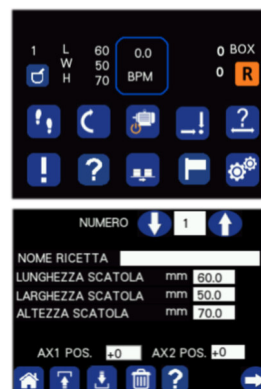 1 L 60 0.0 0 BOX
W 50
H 70 BPM 0 R
! ? ! ?
NUMERO 1
NOME RICETTA
LUNGHEZZA SCATOLA mm 60.0
LARGHEZZA SCATOLA mm 50.0
ALTEZZA SCATOLA mm 70.0
AX1 POS. +0 AX2 POS. +0
?